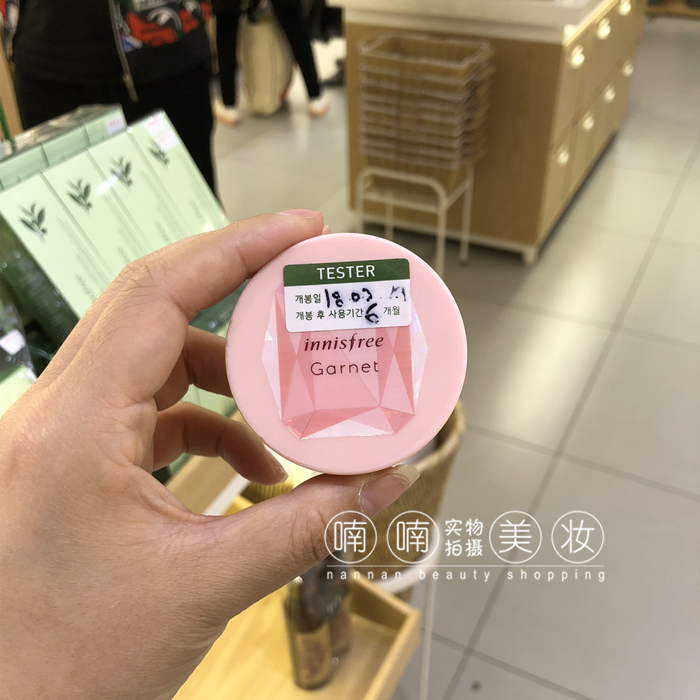 TESTER
개봉일 18.02.
개봉 후 사용기간 6 개월
innisfree
Garnet
喃喃 实物拍摄 美妆
nannan beauty shopping